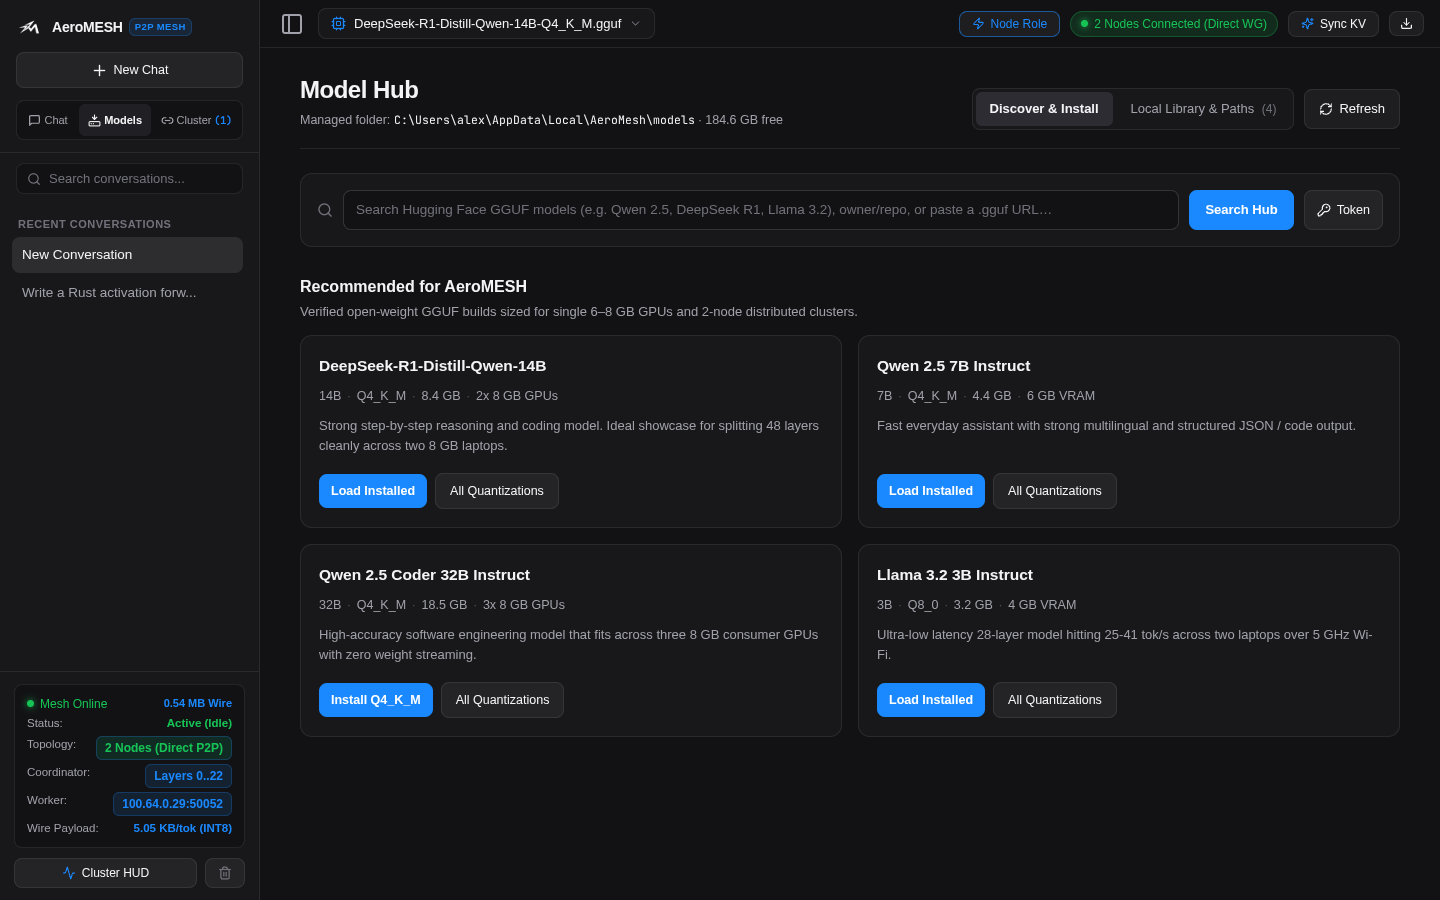 AeroMESH P2P MESH
New Chat
Chat Models Cluster (1)
Search conversations...
RECENT CONVERSATIONS
New Conversation
Write a Rust activation forw...
Mesh Online 0.54 MB Wire
Status: Active (Idle)
Topology: 2 Nodes (Direct P2P)
Coordinator: Layers 0..22
Worker: 100.64.0.29:50052
Wire Payload: 5.05 KB/tok (INT8)
Cluster HUD
DeepSeek-R1-Distill-Qwen-14B-Q4_K_M.gguf
Node Role
2 Nodes Connected (Direct WG)
Sync KV
Model Hub
Managed folder: C:\Users\alex\AppData\Local\AeroMesh\models · 184.6 GB free
Discover & Install
Local Library & Paths (4)
Refresh
Search Hugging Face GGUF models (e.g. Qwen 2.5, DeepSeek R1, Llama 3.2), owner/repo, or paste a .gguf URL…
Search Hub
Token
Recommended for AeroMESH
Verified open-weight GGUF builds sized for single 6–8 GB GPUs and 2-node distributed clusters.
DeepSeek-R1-Distill-Qwen-14B
14B · Q4_K_M · 8.4 GB · 2x 8 GB GPUs
Strong step-by-step reasoning and coding model. Ideal showcase for splitting 48 layers
cleanly across two 8 GB laptops.
Load Installed
All Quantizations
Qwen 2.5 7B Instruct
7B · Q4_K_M · 4.4 GB · 6 GB VRAM
Fast everyday assistant with strong multilingual and structured JSON / code output.
Load Installed
All Quantizations
Qwen 2.5 Coder 32B Instruct
32B · Q4_K_M · 18.5 GB · 3x 8 GB GPUs
High-accuracy software engineering model that fits across three 8 GB consumer GPUs
with zero weight streaming.
Install Q4_K_M
All Quantizations
Llama 3.2 3B Instruct
3B · Q8_0 · 3.2 GB · 4 GB VRAM
Ultra-low latency 28-layer model hitting 25-41 tok/s across two laptops over 5 GHz Wi-
Fi.
Load Installed
All Quantizations